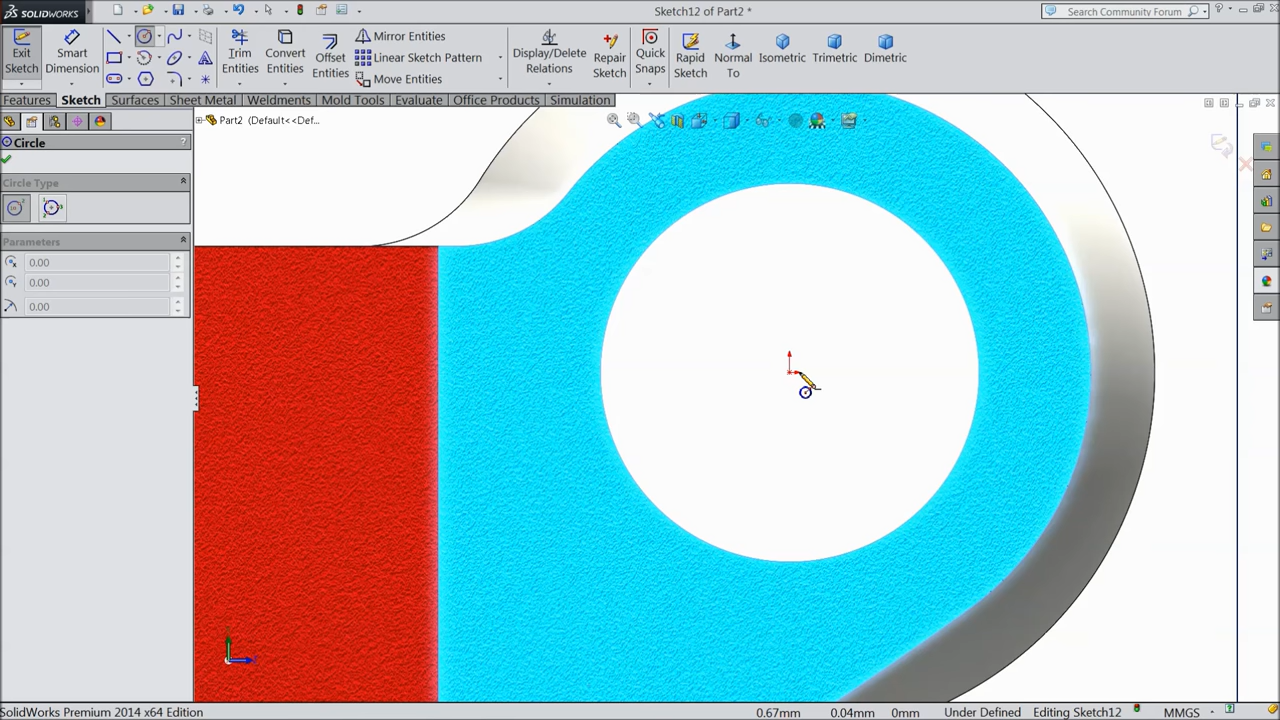 SOLIDWORKS
Sketch12 of Part2 *
Search Community Forum
Exit Sketch
Smart Dimension
Trim Entities
Convert Entities
Offset Entities
Mirror Entities
Linear Sketch Pattern
Move Entities
Display/Delete Relations
Repair Sketch
Quick Snaps
Rapid Sketch
Normal To
Isometric
Trimetric
Dimetric
Features
Sketch
Surfaces
Sheet Metal
Weldments
Mold Tools
Evaluate
Office Products
Simulation
Part2 (Default<<Def...
Circle
?
Circle Type
Parameters
0.00
0.00
0.00
SolidWorks Premium 2014 x64 Edition
0.67mm
0.04mm
0mm
Under Defined
Editing Sketch12
MMGS